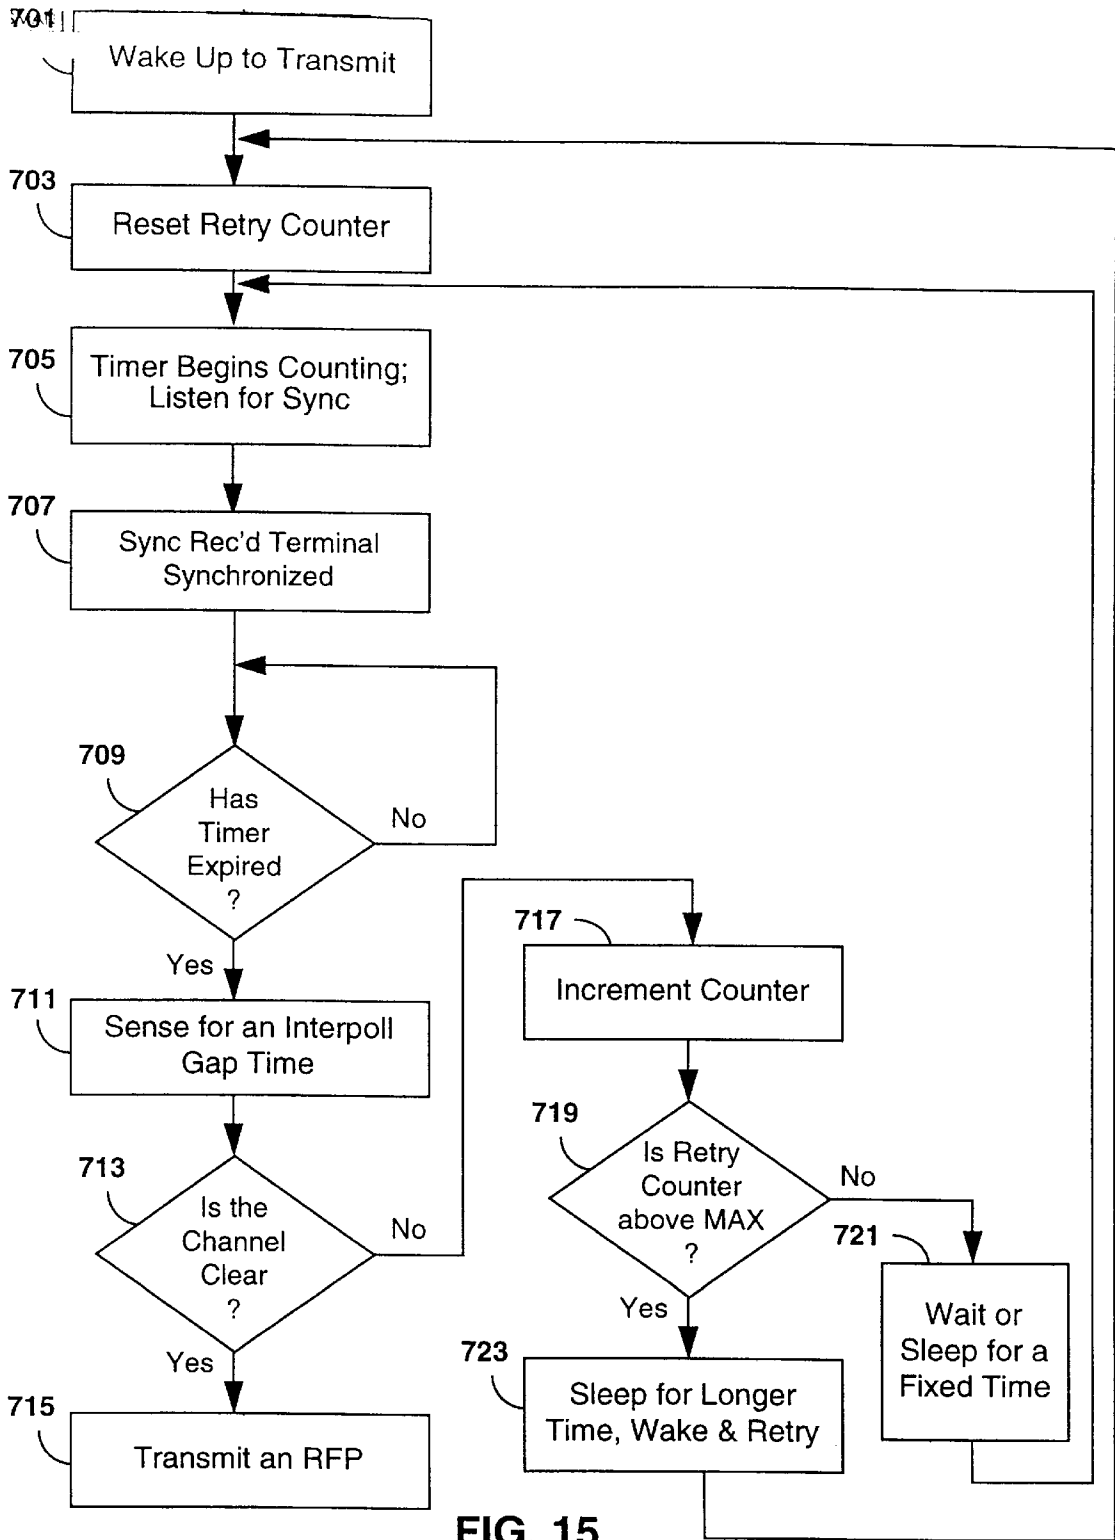 701
Wake Up to Transmit
703
Reset Retry Counter
705
Timer Begins Counting;
Listen for Sync
707
Sync Rec'd Terminal
Synchronized
709
Has
Timer
Expired
?
No
Yes
711
Sense for an Interpoll
Gap Time
713
Is the
Channel
Clear
?
No
Yes
715
Transmit an RFP
717
Increment Counter
719
Is Retry
Counter
above MAX
?
No
Yes
721
Wait or
Sleep for a
Fixed Time
723
Sleep for Longer
Time, Wake & Retry
FIG. 15